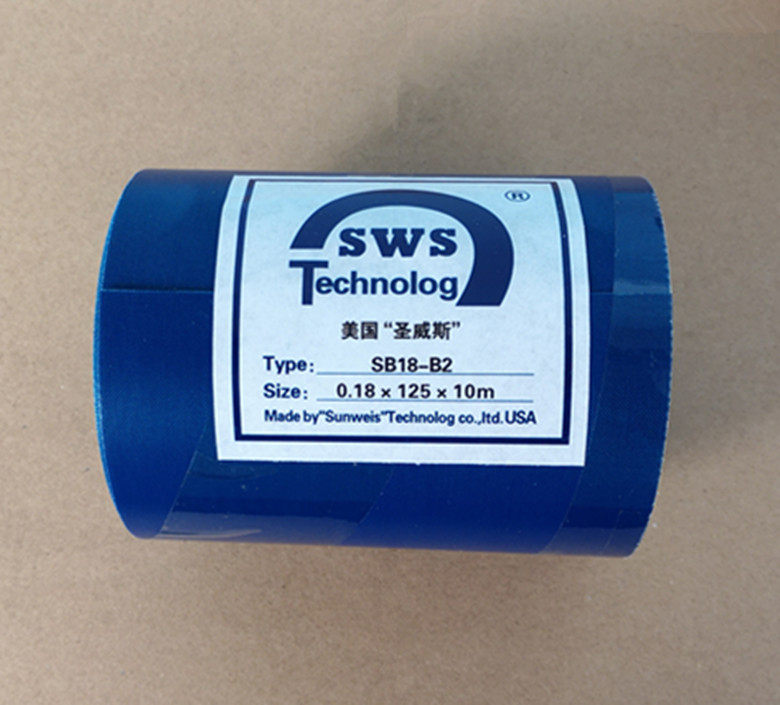 ®
SWS
Technolog
美国“圣威斯”
Type: SB18-B2
Size: 0.18 × 125 × 10m
Made by"Sunweis"Technolog co.,ltd. USA